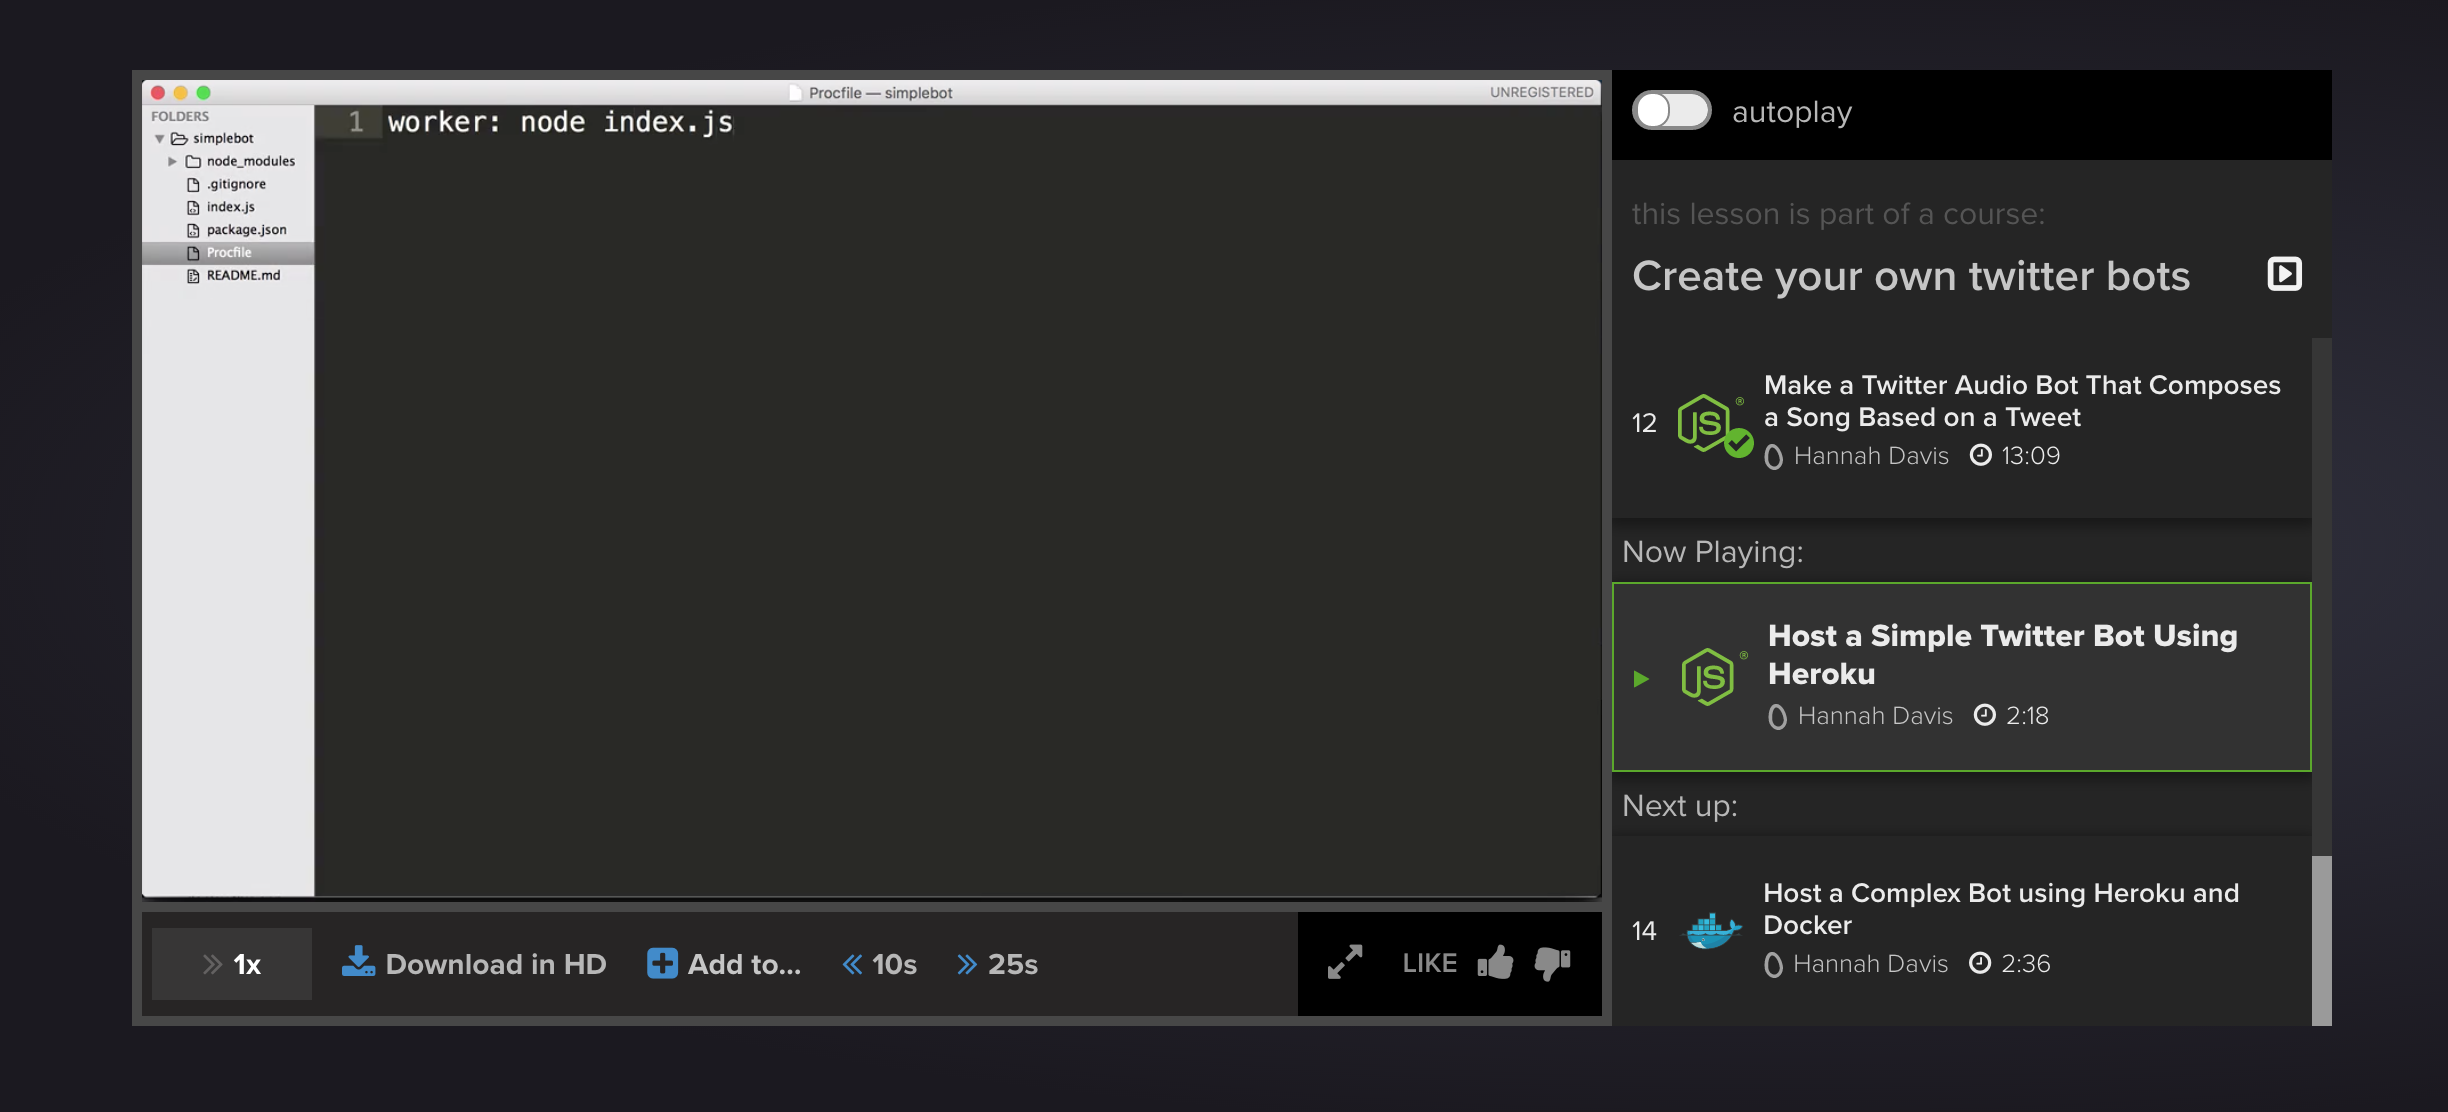 Procfile — simplebot
UNREGISTERED
FOLDERS
simplebot
node_modules
.gitignore
index.js
package.json
Procfile
README.md
1 worker: node index.js
1x
Download in HD
Add to...
10s
25s
LIKE
autoplay
this lesson is part of a course:
Create your own twitter bots
12
JS
®
Make a Twitter Audio Bot That Composes
a Song Based on a Tweet
Hannah Davis 13:09
Now Playing:
JS
®
Host a Simple Twitter Bot Using
Heroku
Hannah Davis 2:18
Next up:
14
Host a Complex Bot using Heroku and
Docker
Hannah Davis 2:36